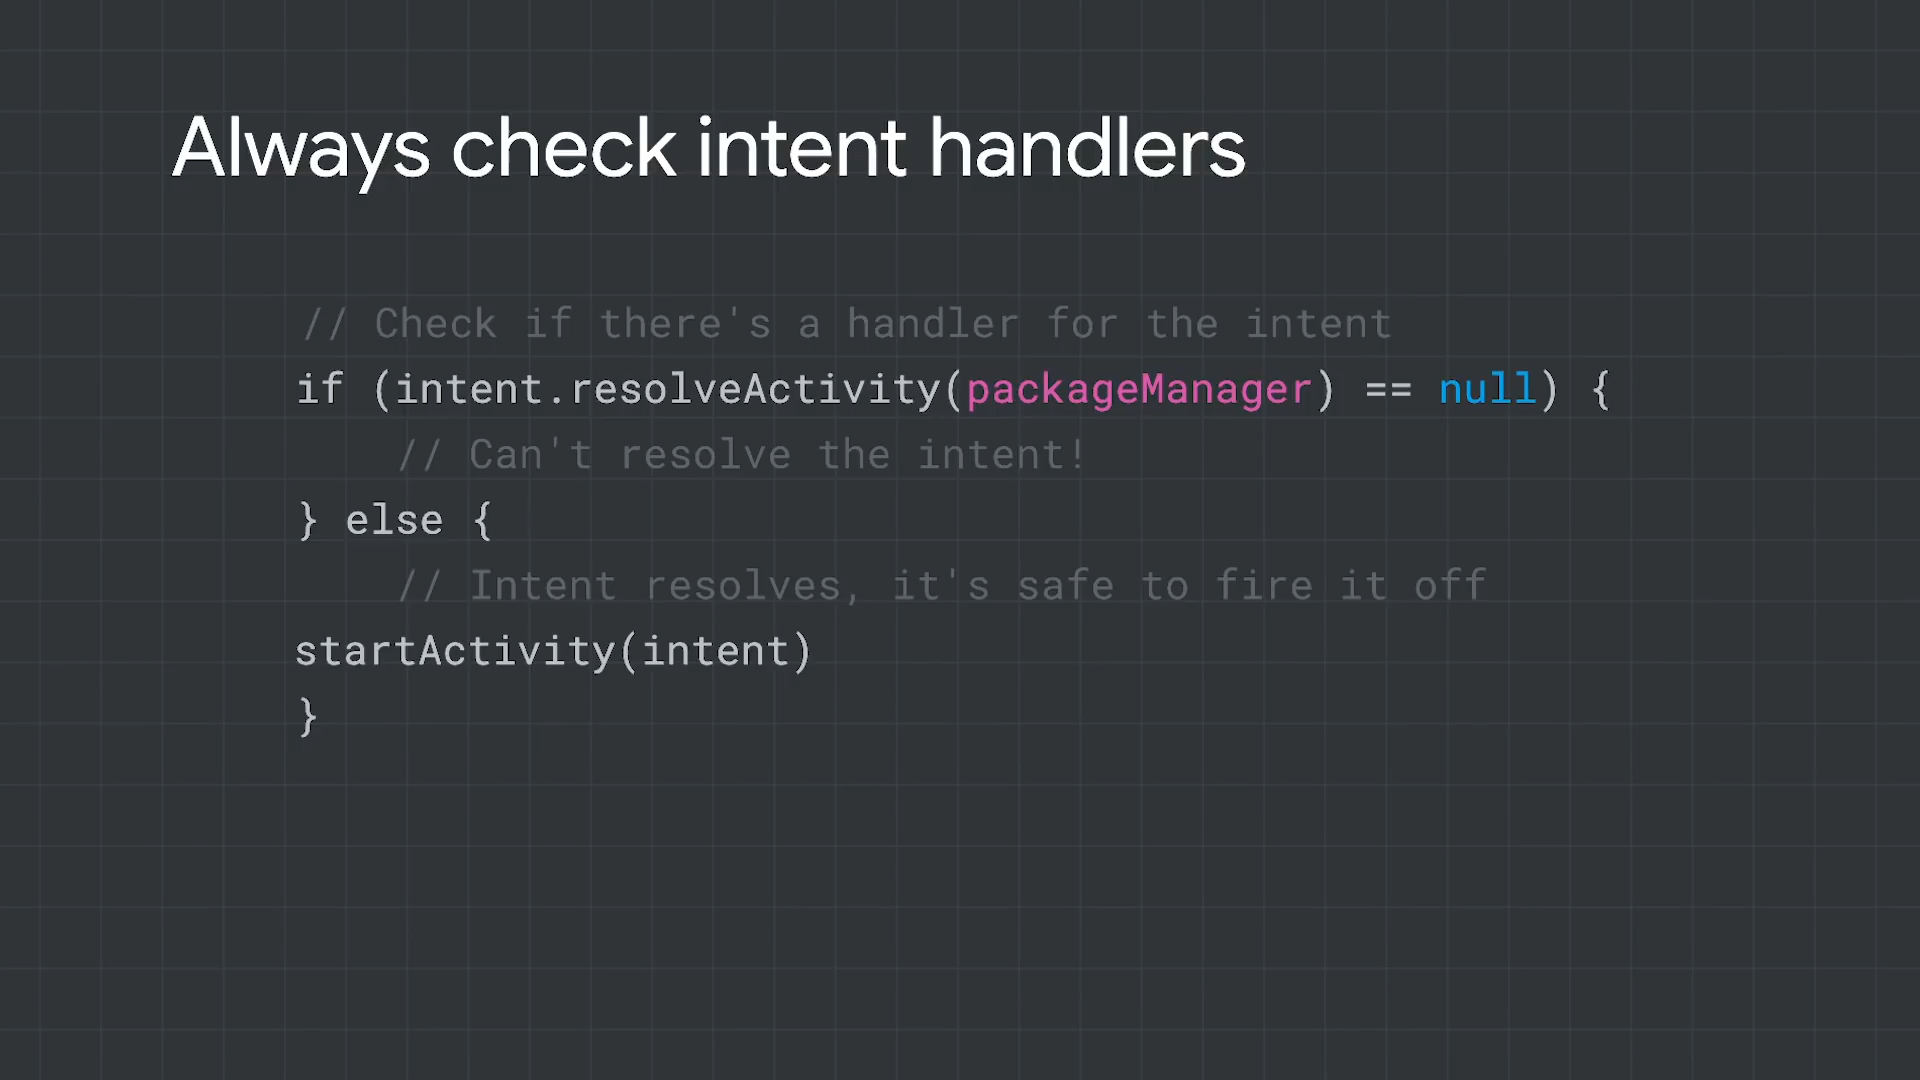 Always check intent handlers
// Check if there's a handler for the intent
if (intent.resolveActivity(packageManager) == null) {
// Can't resolve the intent!
} else {
// Intent resolves, it's safe to fire it off
startActivity(intent)
}